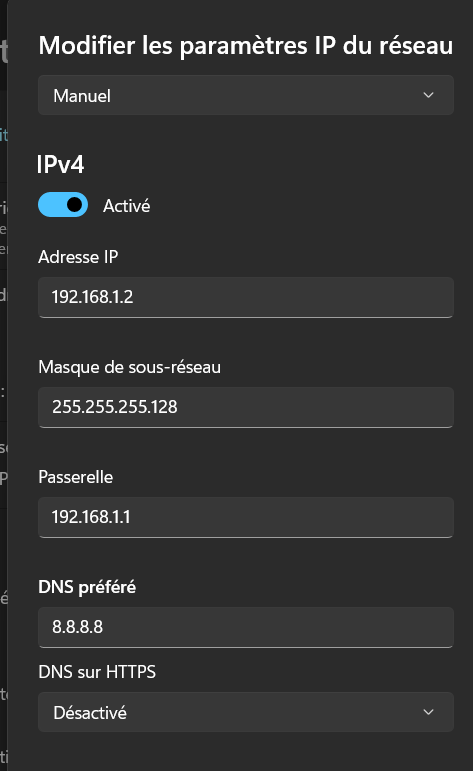 Modifier les paramètres IP du réseau
Manuel
IPv4
Activé
Adresse IP
192.168.1.2
Masque de sous-réseau
255.255.255.128
Passerelle
192.168.1.1
DNS préféré
8.8.8.8
DNS sur HTTPS
Désactivé